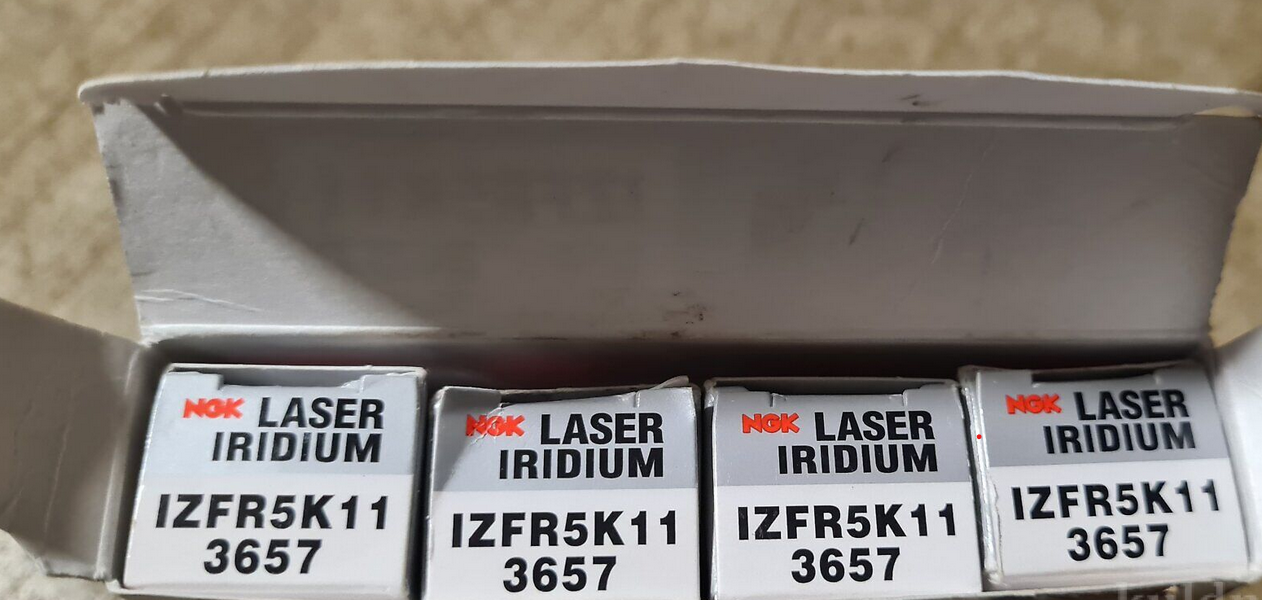 NGK LASER
IRIDIUM
IZFR5K11
3657
NGK LASER
IRIDIUM
IZFR5K11
3657
NGK LASER
IRIDIUM
IZFR5K11
3657
NGK LASER
IRIDIUM
IZFR5K11
3657